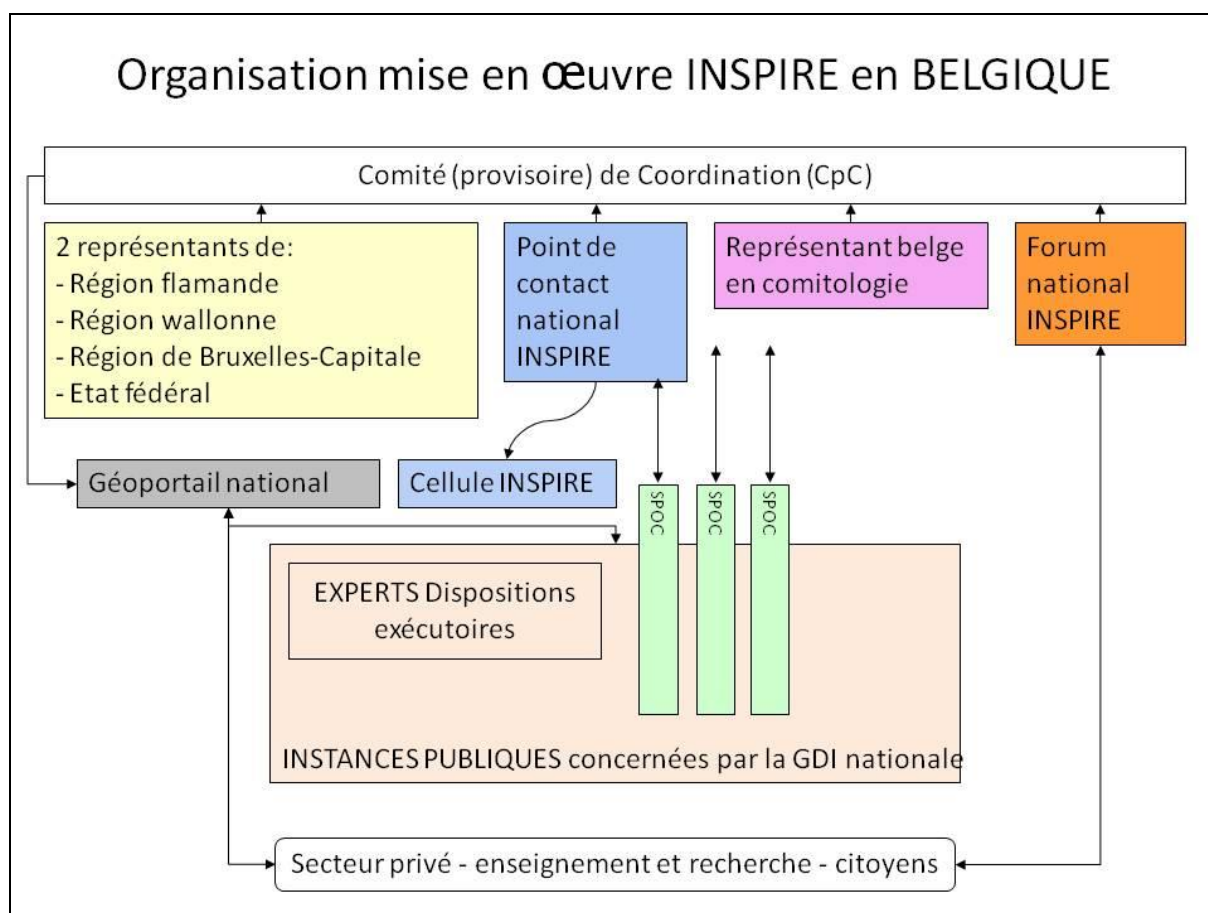 Organisation mise en œuvre INSPIRE en BELGIQUE
Comité (provisoire) de Coordination (CpC)
2 représentants de:
- Région flamande
- Région wallonne
- Région de Bruxelles-Capitale
- Etat fédéral
Point de
contact
national
INSPIRE
Représentant belge
en comitologie
Forum
national
INSPIRE
Géoportail national
Cellule INSPIRE
SPOC
SPOC
SPOC
EXPERTS Dispositions
exécutoires
INSTANCES PUBLIQUES concernées par la GDI nationale
Secteur privé - enseignement et recherche - citoyens